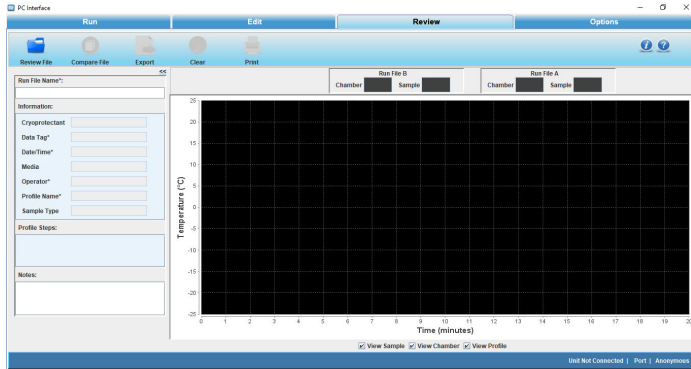 PC Interface
Run Edit Review Options
Review File Compare File Export Clear Print
i ?
<<
Run File Name*:
Information:
Cryoprotectant
Data Tag*
Date/Time*
Media
Operator*
Profile Name*
Sample Type
Profile Steps:
Notes:
Run File B
Chamber Sample
Run File A
Chamber Sample
Temperature (°C)
25
20
15
10
5
0
-5
-10
-15
-20
-25
0 1 2 3 4 5 6 7 8 9 10 11 12 13 14 15 16 17 18 19 20
Time (minutes)
View Sample View Chamber View Profile
Unit Not Connected | Port | Anonymous